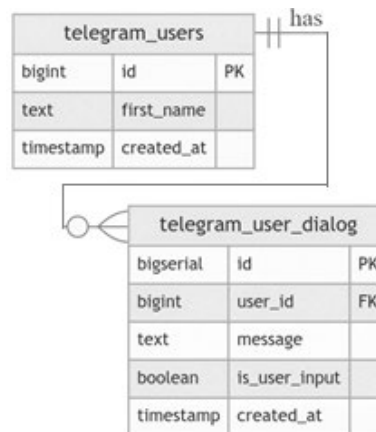 has
telegram_users
bigint id PK
text first_name
timestamp created_at
telegram_user_dialog
bigserial id PK
bigint user_id FK
text message
boolean is_user_input
timestamp created_at